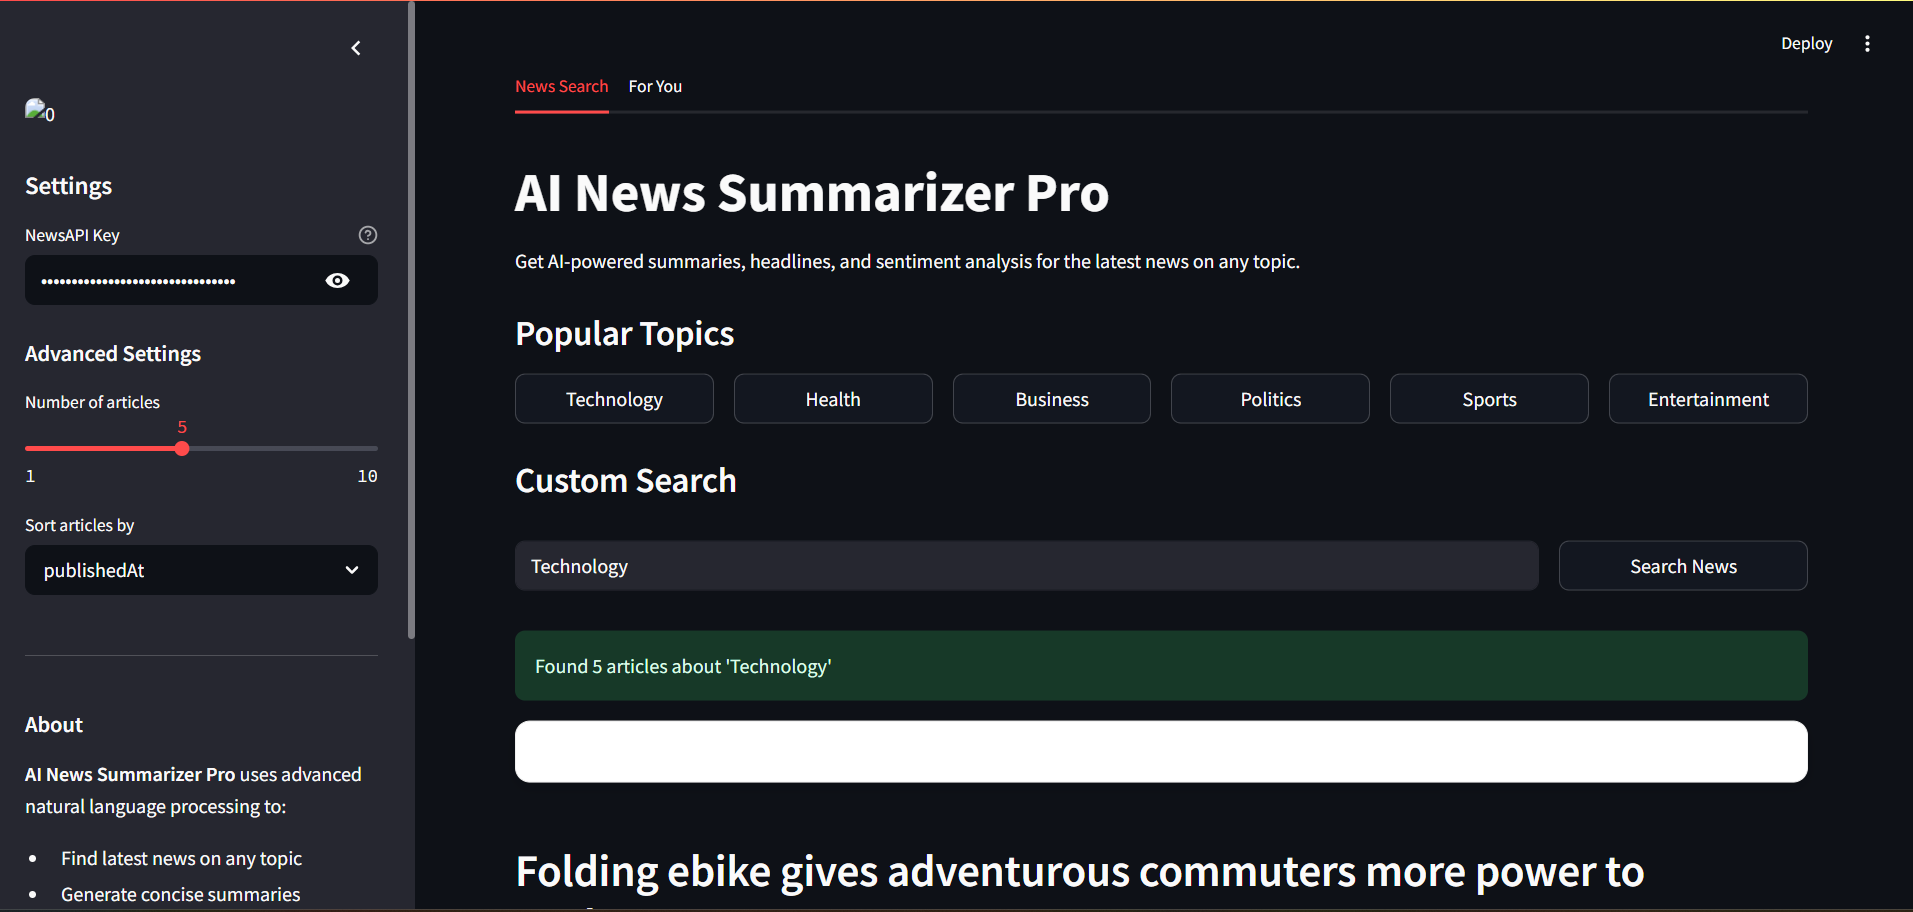 0
Settings
NewsAPI Key
Advanced Settings
Number of articles
5
1 10
Sort articles by
publishedAt
About
AI News Summarizer Pro uses advanced
natural language processing to:
• Find latest news on any topic
• Generate concise summaries
Deploy
News Search For You
AI News Summarizer Pro
Get AI-powered summaries, headlines, and sentiment analysis for the latest news on any topic.
Popular Topics
Technology Health Business Politics Sports Entertainment
Custom Search
Technology Search News
Found 5 articles about 'Technology'
Folding ebike gives adventurous commuters more power to